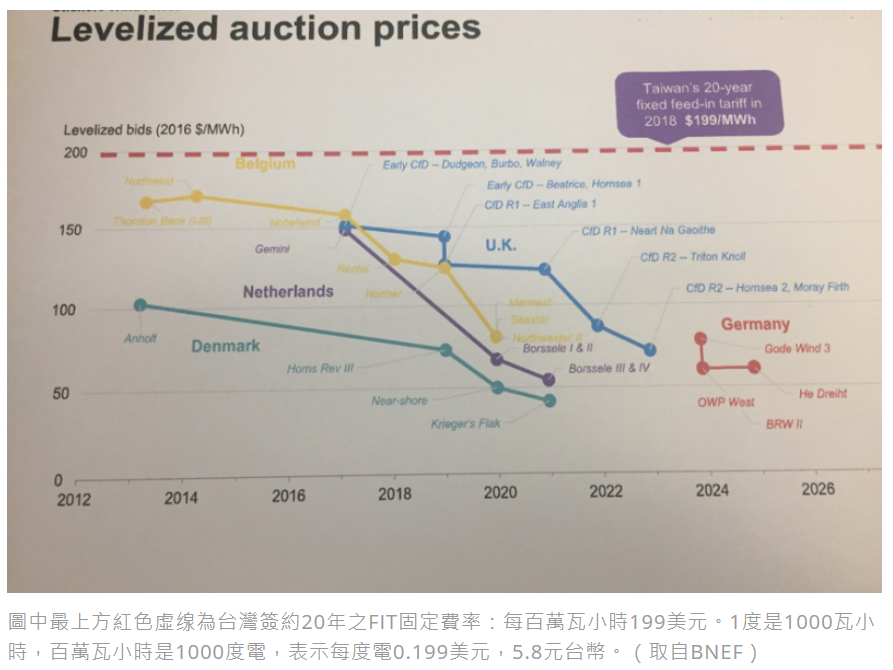 Levelized auction prices
Taiwan's 20-year
fixed feed-in tariff in
2018 $199/MWh
Levelized bids (2016 $/MWh)
200
Belgium
Early CfD – Dudgeon, Burbo, Walney
Northwind
Early CfD – Beatrice, Hornsea 1
Thornton Bank (I-III)
Nobelwind
CfD R1 – East Anglia 1
150
CfD R1 – Neart Na Gaoithe
Gemini
U.K.
CfD R2 – Triton Knoll
Rentel
Netherlands
Norther
CfD R2 – Hornsea 2, Moray Firth
100
Mermaid
Seastar
Germany
Anholt
Denmark
Northwester II
Borssele I & II
Gode Wind 3
Horns Rev III
Borssele III & IV
50
Near-shore
OWP West
He Dreiht
Krieger's Flak
BRW II
0
2012
2014
2016
2018
2020
2022
2024
2026
圖中最上方紅色虛線為台灣簽約20年之FIT固定費率：每百萬瓦小時199美元。1度是1000瓦小
時，百萬瓦小時是1000度電，表示每度電0.199美元，5.8元台幣。（取自BNEF）